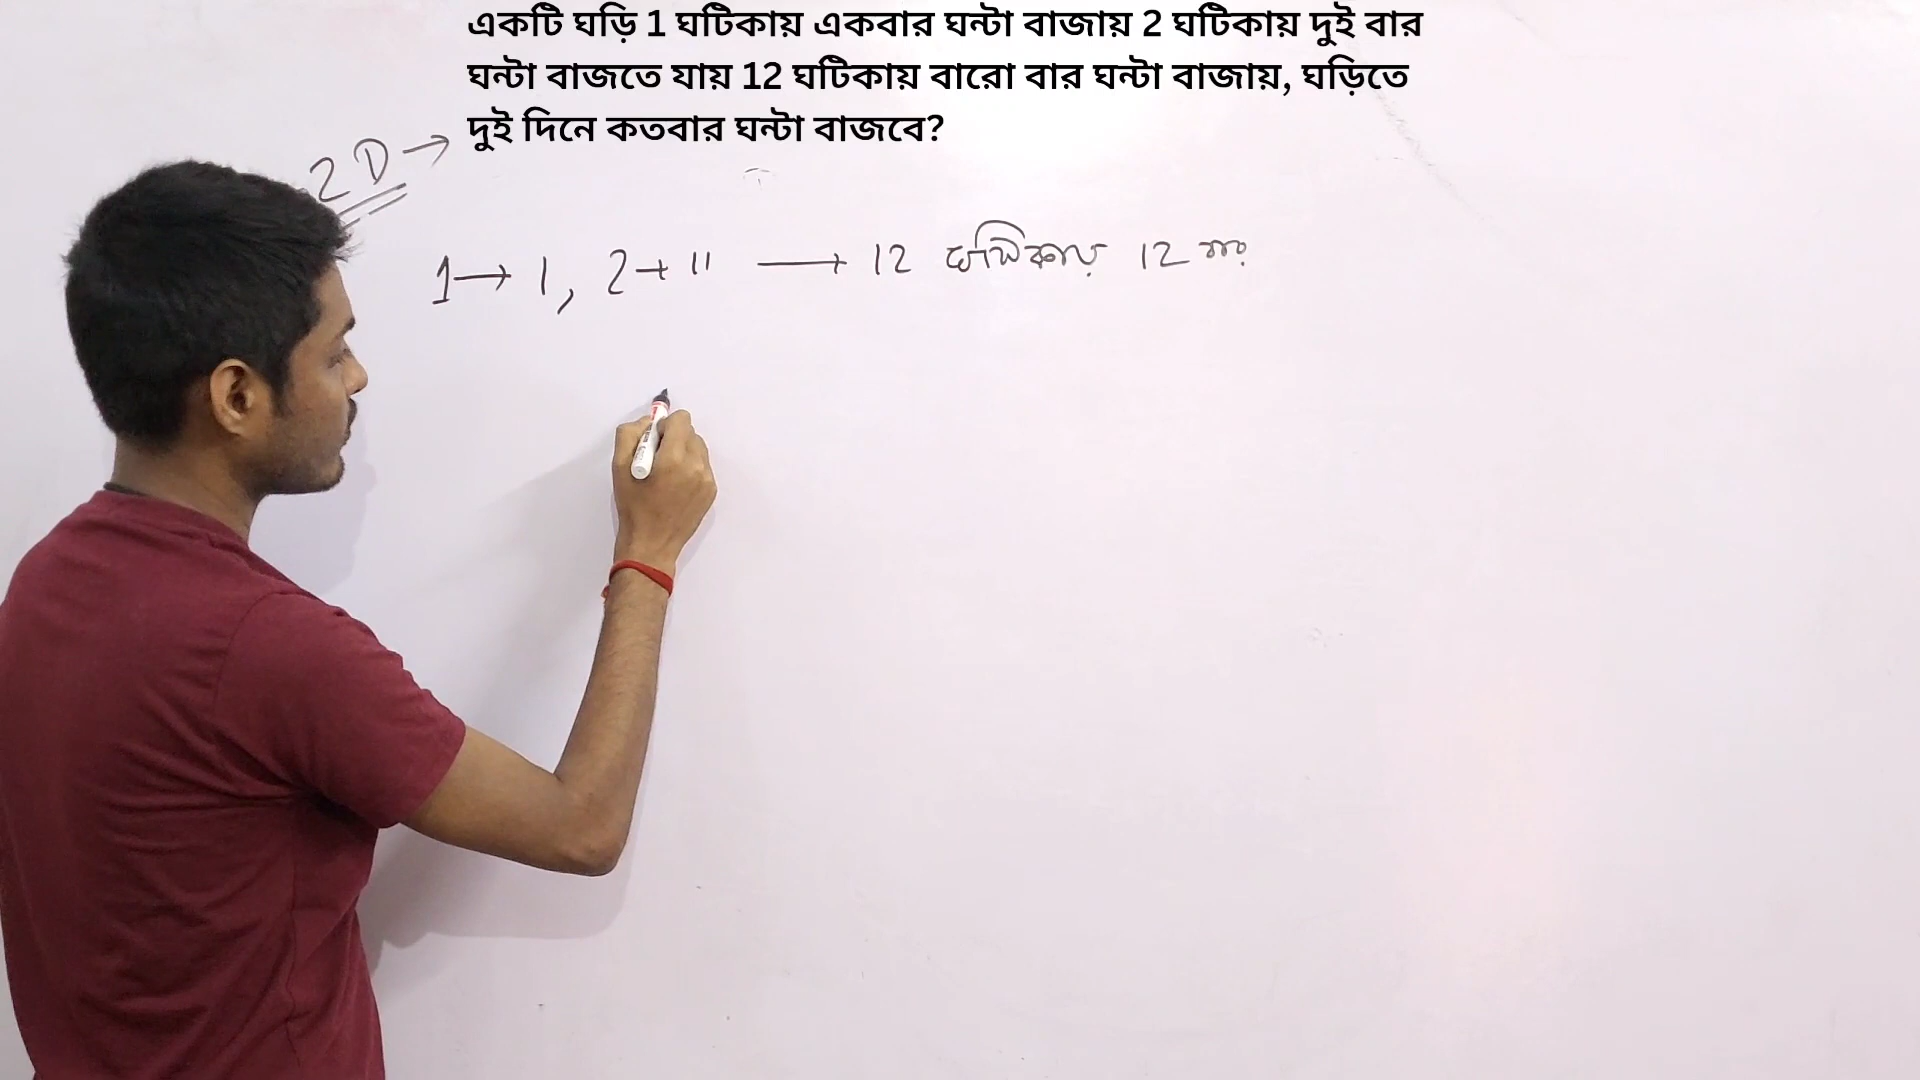 একটি ঘড়ি 1 ঘটিকায় একবার ঘন্টা বাজায় 2 ঘটিকায় দুই বার
ঘন্টা বাজতে যায় 12 ঘটিকায় বারো বার ঘন্টা বাজায়, ঘড়িতে
দুই দিনে কতবার ঘন্টা বাজবে?
2D →
1 → 1, 2 → 11 → 12 ঘটিকায় 12 বার